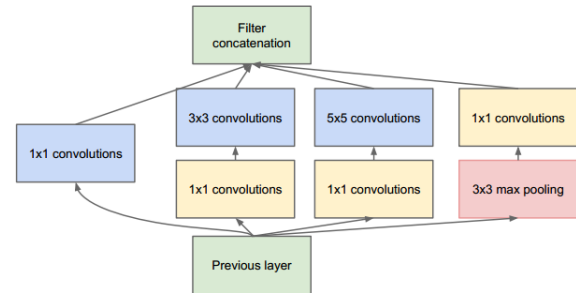 Filter
concatenation
3x3 convolutions
5x5 convolutions
1x1 convolutions
1x1 convolutions
1x1 convolutions
1x1 convolutions
3x3 max pooling
Previous layer